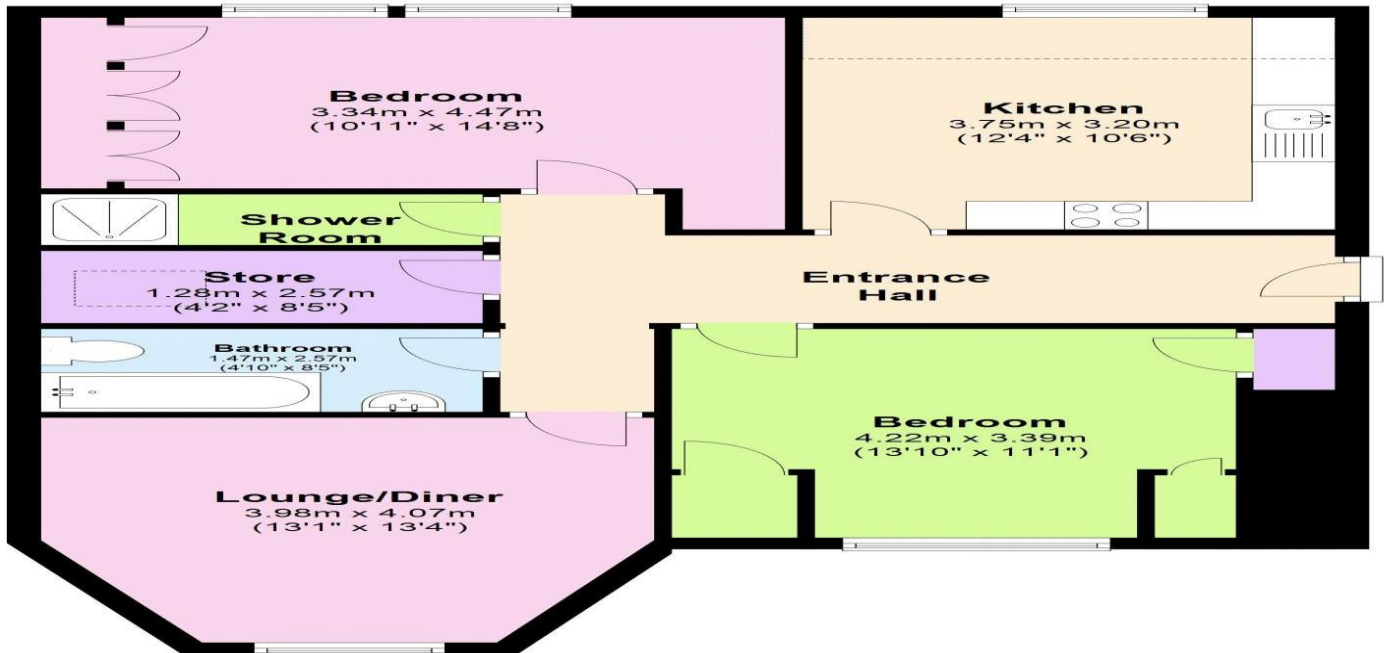 Bedroom
3.34m x 4.47m
(10'11" x 14'8")
Kitchen
3.75m x 3.20m
(12'4" x 10'6")
Shower
Room
Store
1.28m x 2.57m
(4'2" x 8'5")
Entrance
Hall
Bathroom
1.47m x 2.57m
(4'10" x 8'5")
Bedroom
4.22m x 3.39m
(13'10" x 11'1")
Lounge/Diner
3.98m x 4.07m
(13'1" x 13'4")